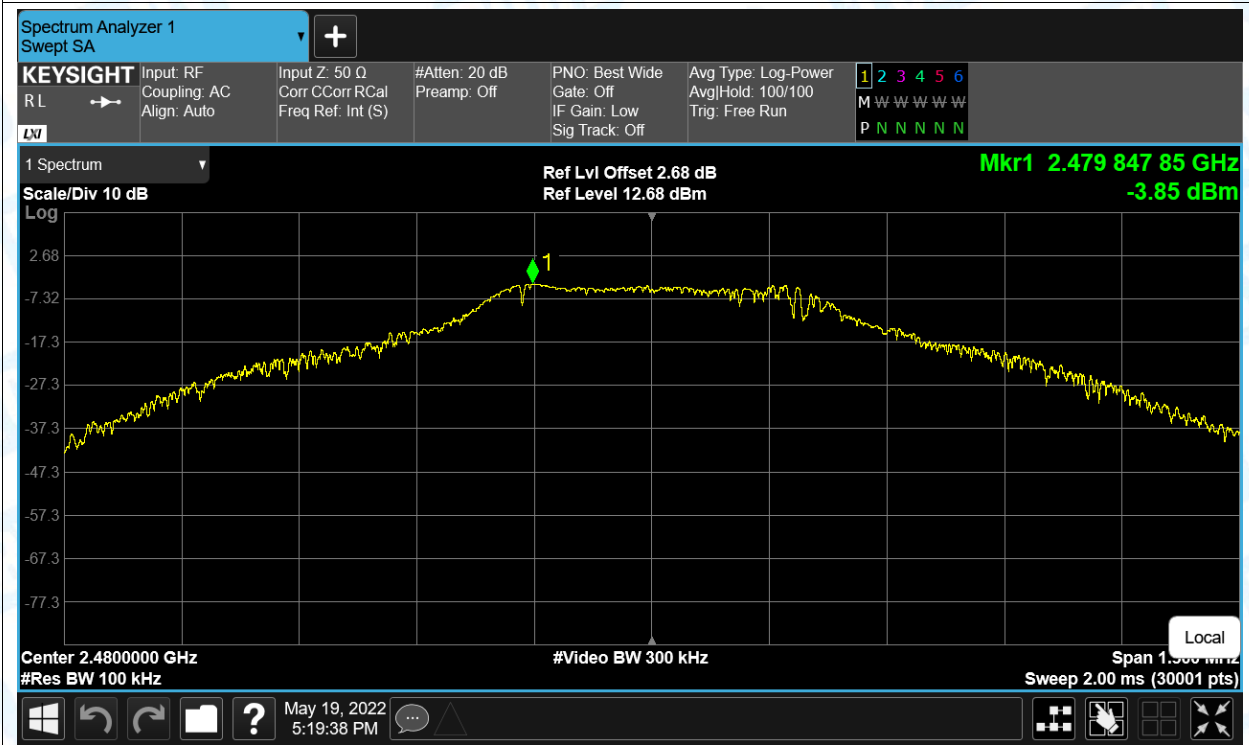 Spectrum Analyzer 1
Swept SA
KEYSIGHT
R L
LXI
Input: RF
Coupling: AC
Align: Auto
Input Z: 50 Ω
Corr CCorr RCal
Freq Ref: Int (S)
#Atten: 20 dB
Preamp: Off
PNO: Best Wide
Gate: Off
IF Gain: Low
Sig Track: Off
Avg Type: Log-Power
Avg|Hold: 100/100
Trig: Free Run
1 2 3 4 5 6
M W W W W W
P N N N N N
1 Spectrum
Scale/Div 10 dB
Log
Ref Lvl Offset 2.68 dB
Ref Level 12.68 dBm
Mkr1 2.479 847 85 GHz
-3.85 dBm
1
2.68
-7.32
-17.3
-27.3
-37.3
-47.3
-57.3
-67.3
-77.3
Local
Center 2.4800000 GHz
#Video BW 300 kHz
Span
#Res BW 100 kHz
Sweep 2.00 ms (30001 pts)
?
May 19, 2022
5:19:38 PM